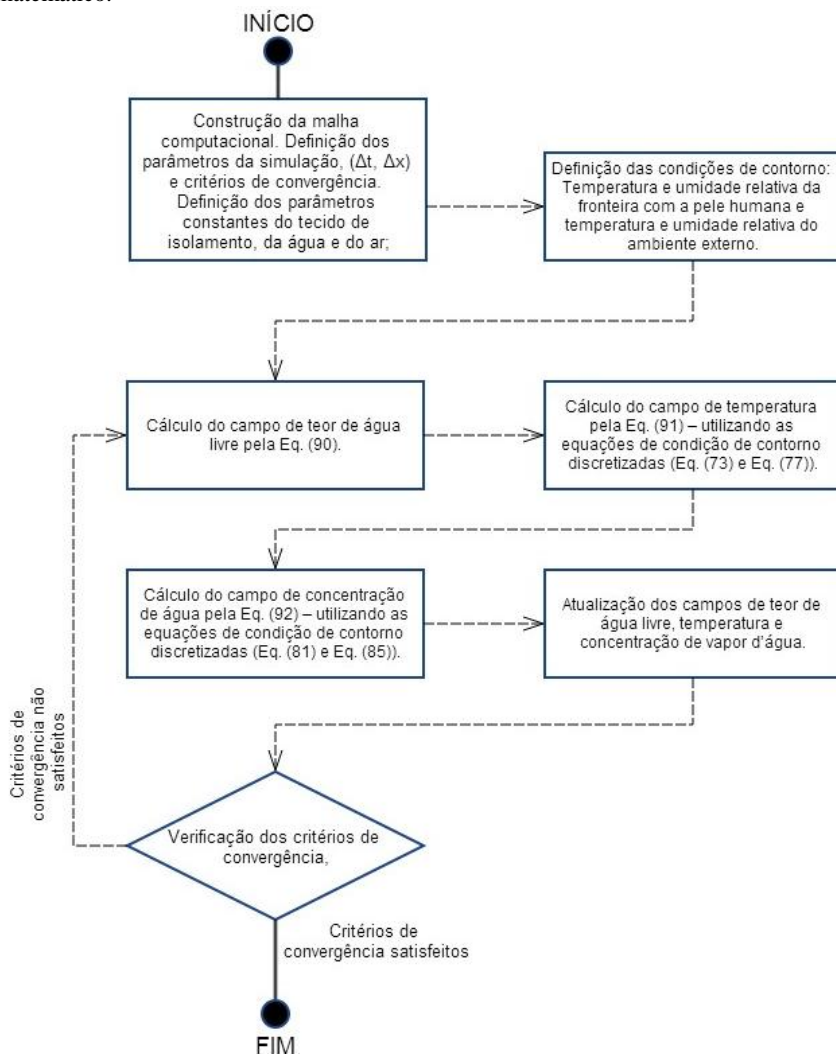 INÍCIO
Construção da malha
computacional. Definição dos
parâmetros da simulação, (Δt, Δx)
e critérios de convergência.
Definição dos parâmetros
constantes do tecido de
isolamento, da água e do ar;
Definição das condições de contorno:
Temperatura e umidade relativa da
fronteira com a pele humana e
temperatura e umidade relativa do
ambiente externo.
Cálculo do campo de teor de água
livre pela Eq. (90).
Cálculo do campo de temperatura
pela Eq. (91) – utilizando as
equações de condição de contorno
discretizadas (Eq. (73) e Eq. (77)).
Cálculo do campo de concentração
de água pela Eq. (92) – utilizando as
equações de condição de contorno
discretizadas (Eq. (81) e Eq. (85)).
Atualização dos campos de teor de
água livre, temperatura e
concentração de vapor d'água.
Critérios de
convergência não
satisfeitos
Verificação dos critérios de
convergência,
Critérios de
convergência satisfeitos
FIM